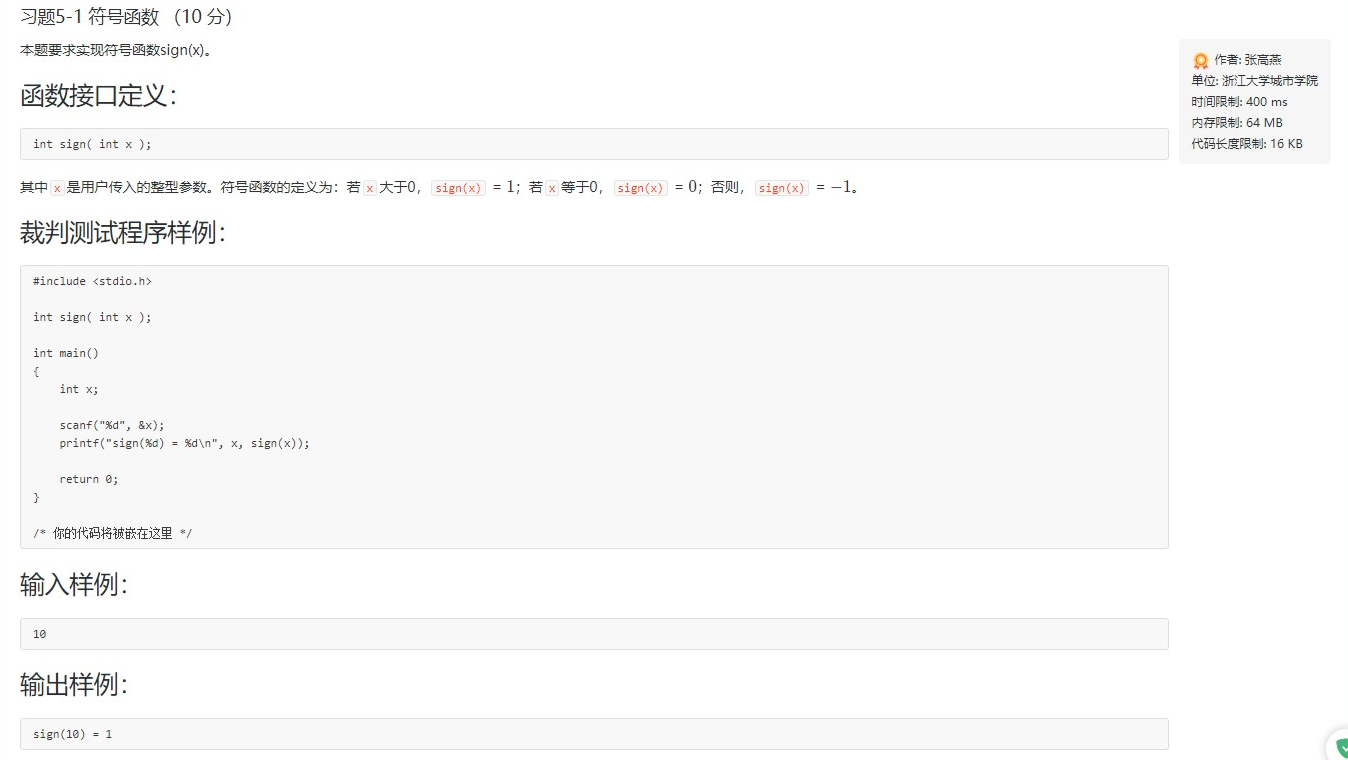 习题5-1 符号函数 （10 分）
本题要求实现符号函数sign(x)。
作者: 张高燕
单位: 浙江大学城市学院
时间限制: 400 ms
内存限制: 64 MB
代码长度限制: 16 KB
函数接口定义：
int sign( int x );
其中 x 是用户传入的整型参数。符号函数的定义为：若 x 大于0， sign(x) = 1；若 x 等于0， sign(x) = 0；否则， sign(x) = −1。
裁判测试程序样例：
#include <stdio.h>
int sign( int x );
int main()
{
    int x;
    scanf("%d", &x);
    printf("sign(%d) = %d\n", x, sign(x));
    return 0;
}
/* 你的代码将被嵌在这里 */
输入样例：
10
输出样例：
sign(10) = 1